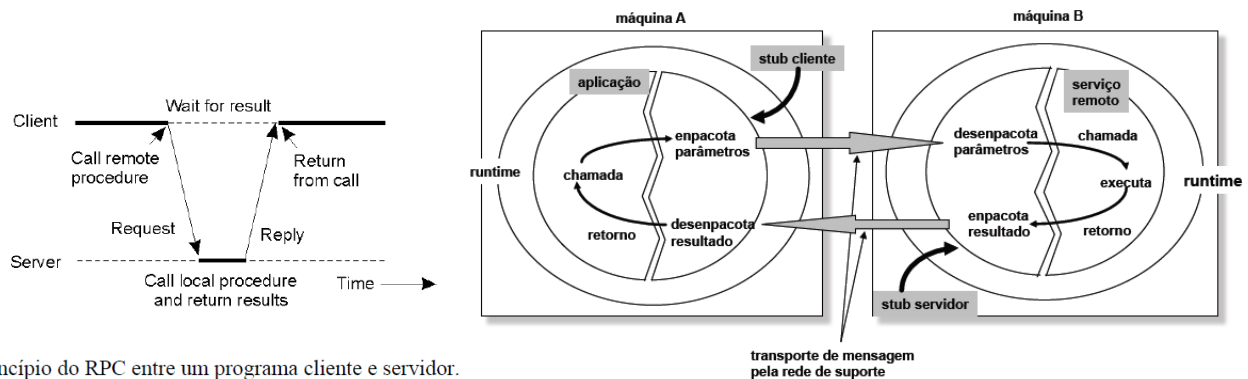 Wait for result
Client
Call remote
procedure
Return
from call
Request
Reply
Server
Call local procedure
and return results
Time
ncípio do RPC entre um programa cliente e servidor.
máquina A
máquina B
stub cliente
aplicação
serviço
remoto
enpacota
parâmetros
desenpacota
parâmetros
chamada
runtime
chamada
executa
runtime
desenpacota
resultado
retorno
enpacota
resultado
retorno
stub servidor
transporte de mensagem
pela rede de suporte